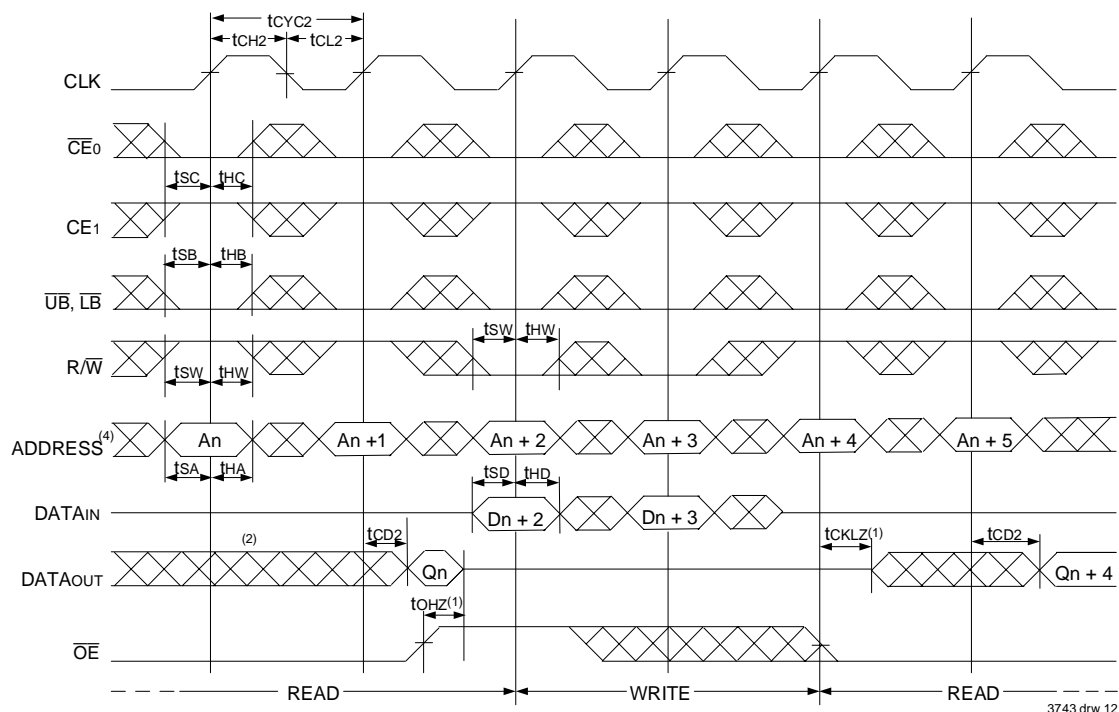 tCYC2
tCH2 tCL2
CLK
CE0
tSC tHC
CE1
tSB tHB
UB, LB
tSW tHW
R/W
tSW tHW
ADDRESS(4) An An +1 An + 2 An + 3 An + 4 An + 5
tSA tHA tSD tHD
DATAIN Dn + 2 Dn + 3
(2) tCD2 tCKLZ(1) tCD2
DATAOUT Qn Qn + 4
tOHZ(1)
OE
READ WRITE READ
3743 drw 12